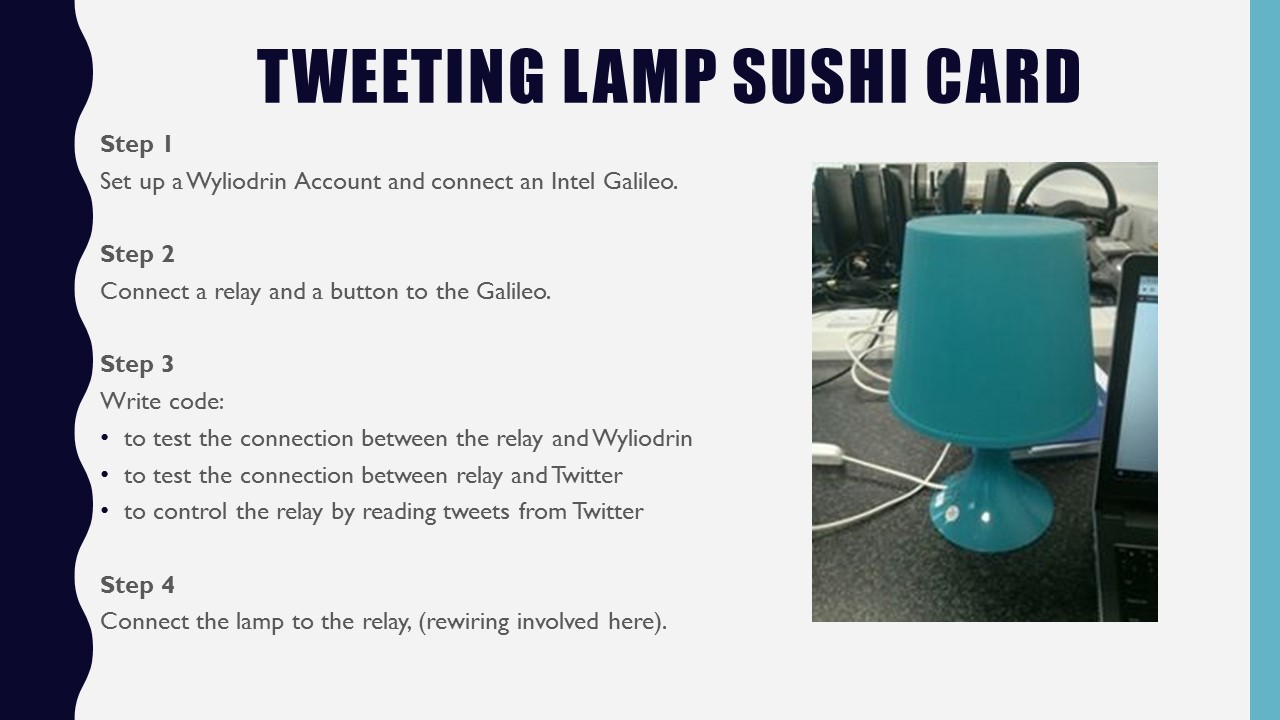 TWEETING LAMP SUSHI CARD
Step 1
Set up a Wyliodrin Account and connect an Intel Galileo.
Step 2
Connect a relay and a button to the Galileo.
Step 3
Write code:
• to test the connection between the relay and Wyliodrin
• to test the connection between relay and Twitter
• to control the relay by reading tweets from Twitter
Step 4
Connect the lamp to the relay, (rewiring involved here).